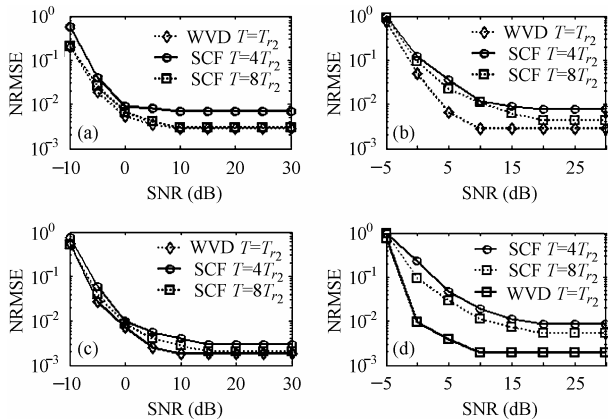 10^0
10^-1
10^-2
10^-3
NRMSE
WVD T=T_r2
SCF T=4T_r2
SCF T=8T_r2
(a)
-10 0 10 20 30
SNR (dB)
10^0
10^-1
10^-2
10^-3
NRMSE
WVD T=T_r2
SCF T=4T_r2
SCF T=8T_r2
(b)
-5 5 15 25
SNR (dB)
10^0
10^-1
10^-2
10^-3
NRMSE
WVD T=T_r2
SCF T=4T_r2
SCF T=8T_r2
(c)
-10 0 10 20 30
SNR (dB)
10^0
10^-1
10^-2
10^-3
NRMSE
SCF T=4T_r2
SCF T=8T_r2
WVD T=T_r2
(d)
-5 5 15 25
SNR (dB)